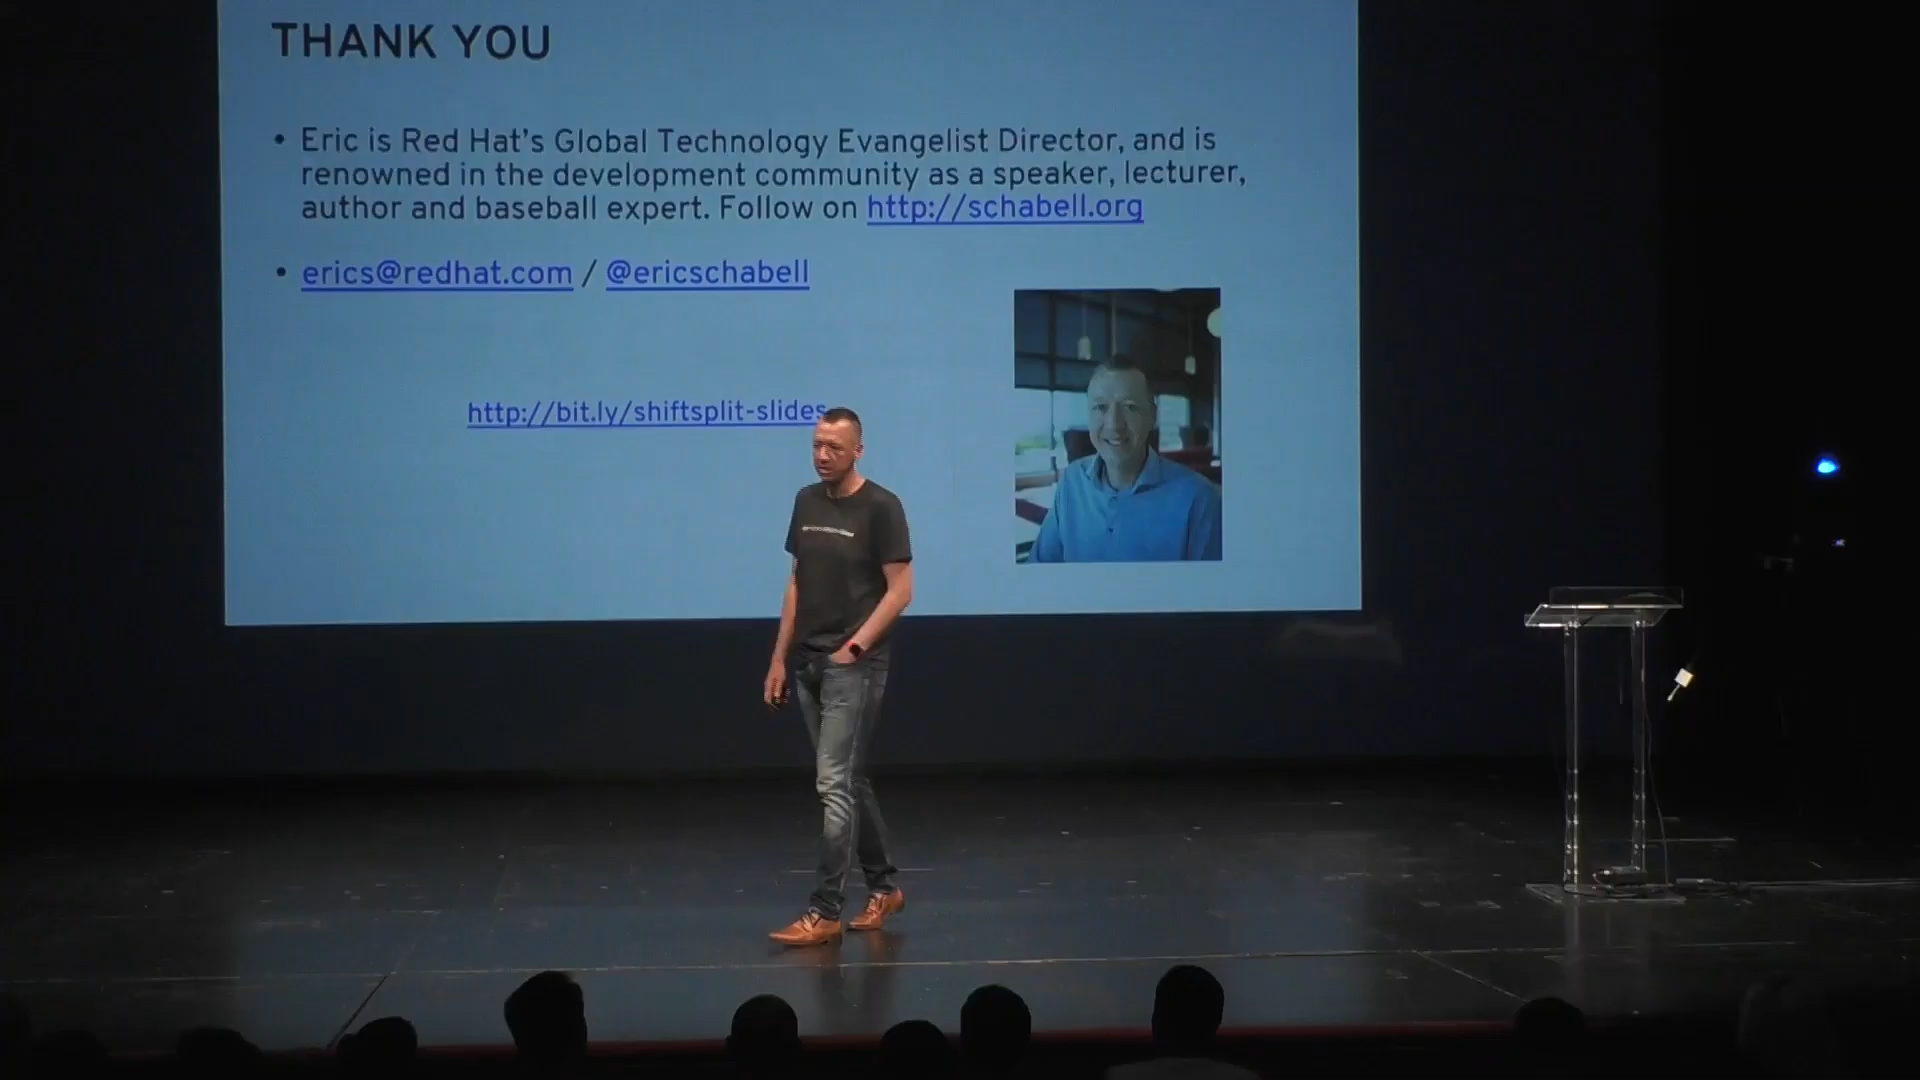 THANK YOU
• Eric is Red Hat's Global Technology Evangelist Director, and is
renowned in the development community as a speaker, lecturer,
author and baseball expert. Follow on http://schabell.org
• erics@redhat.com / @ericschabell
http://bit.ly/shiftsplit-slides